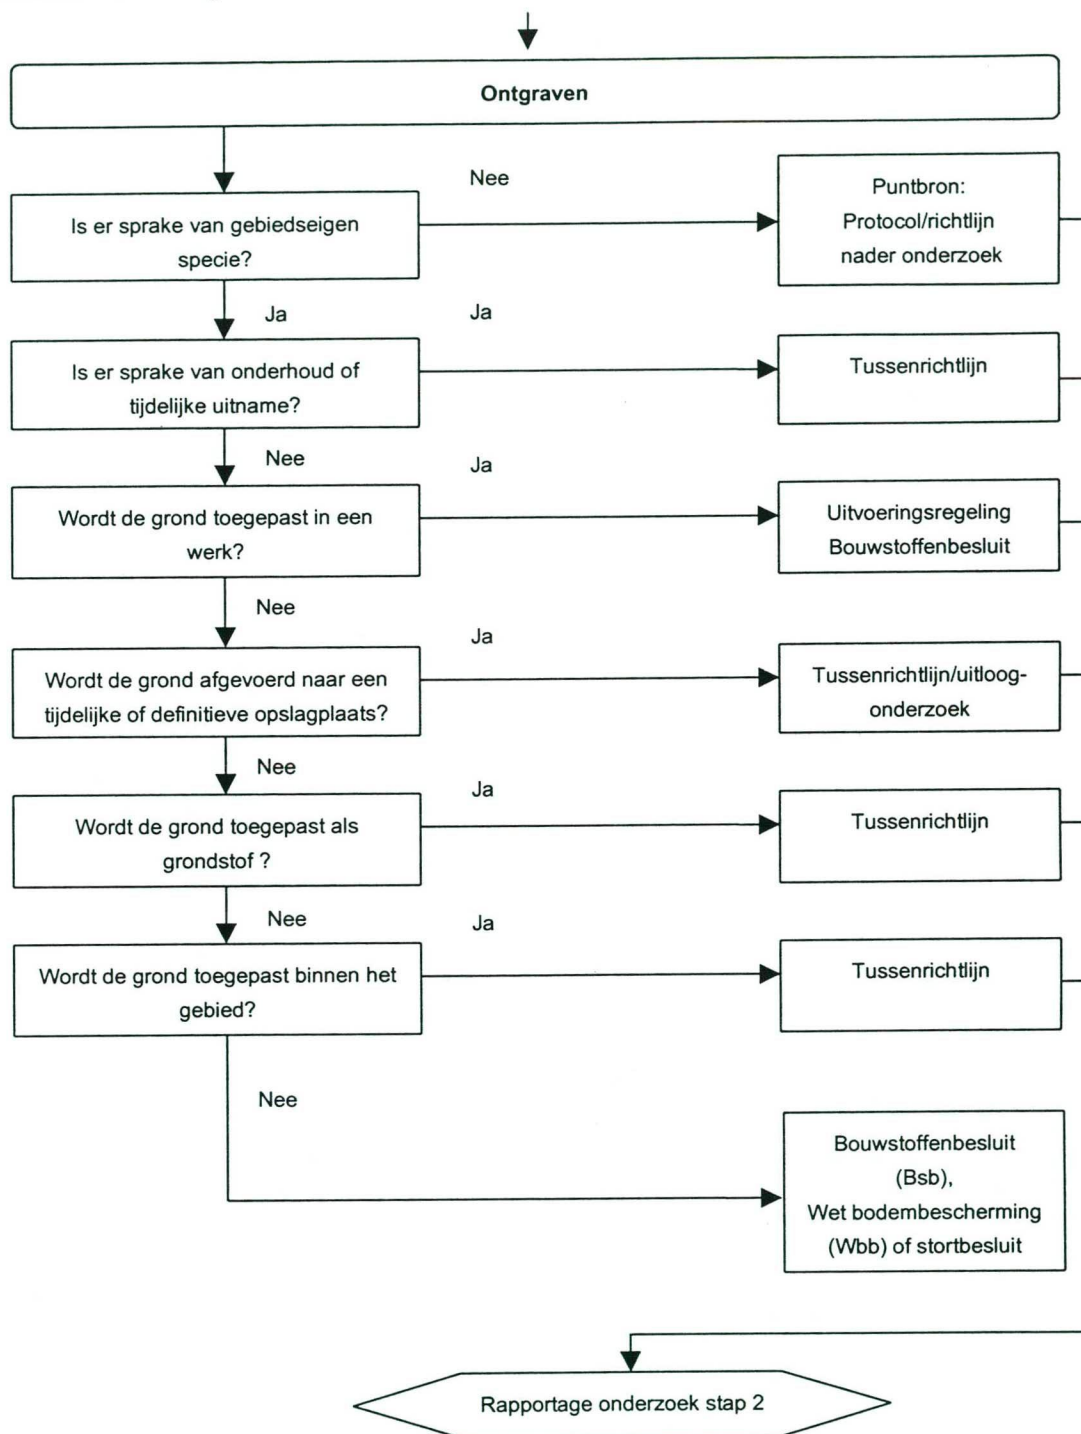 Ontgraven
Nee
Is er sprake van gebiedseigen
specie?
Puntbron:
Protocol/richtlijn
nader onderzoek
Ja
Ja
Is er sprake van onderhoud of
tijdelijke uitname?
Tussenrichtlijn
Nee
Ja
Wordt de grond toegepast in een
werk?
Uitvoeringsregeling
Bouwstoffenbesluit
Nee
Ja
Wordt de grond afgevoerd naar een
tijdelijke of definitieve opslagplaats?
Tussenrichtlijn/uitloog-
onderzoek
Nee
Ja
Wordt de grond toegepast als
grondstof ?
Tussenrichtlijn
Nee
Ja
Wordt de grond toegepast binnen het
gebied?
Tussenrichtlijn
Nee
Bouwstoffenbesluit
(Bsb),
Wet bodembescherming
(Wbb) of stortbesluit
Rapportage onderzoek stap 2